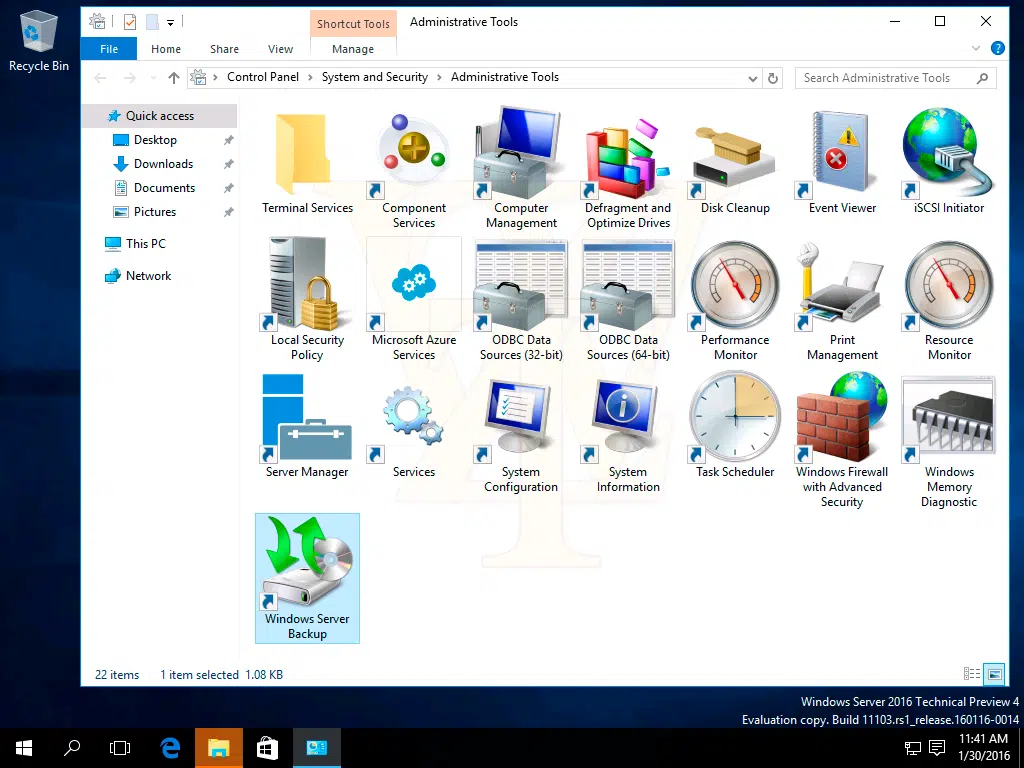 Recycle Bin
Shortcut Tools
Administrative Tools
File
Home
Share
View
Manage
Control Panel
System and Security
Administrative Tools
Search Administrative Tools
Quick access
Desktop
Downloads
Documents
Pictures
This PC
Network
Terminal Services
Component
Services
Computer
Management
Defragment and
Optimize Drives
Disk Cleanup
Event Viewer
iSCSI Initiator
Local Security
Policy
Microsoft Azure
Services
ODBC Data
Sources (32-bit)
ODBC Data
Sources (64-bit)
Performance
Monitor
Print
Management
Resource
Monitor
Server Manager
Services
System
Configuration
System
Information
Task Scheduler
Windows Firewall
with Advanced
Security
Windows
Memory
Diagnostic
Windows Server
Backup
22 items
1 item selected 1.08 KB
Windows Server 2016 Technical Preview 4
Evaluation copy. Build 11103.rs1_release.160116-0014
11:41 AM
1/30/2016